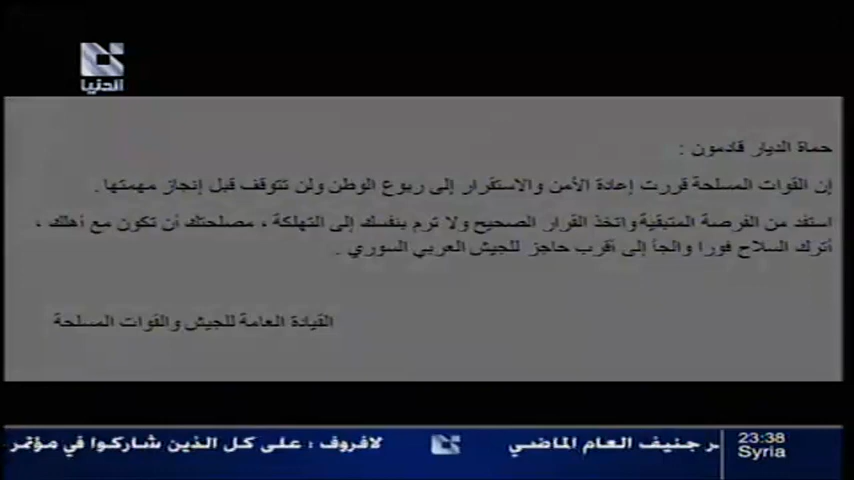 الدنيا
حماة الديار قادمون :
إن القوات المسلحة قررت إعادة الأمن والاستقرار إلى ربوع الوطن ولن تتوقف قبل إنجاز مهمتها .
استفد من الفرصة المتبقية واتخذ القرار الصحيح ولا ترم بنفسك إلى التهلكة ، مصلحتك أن تكون مع أهلك ،
أترك السلاح فورا والجأ إلى أقرب حاجز للجيش العربي السوري .
القيادة العامة للجيش والقوات المسلحة
ـر جنيف العام الماضي
لافروف : على كل الذين شاركوا في مؤتمر
23:38
Syria